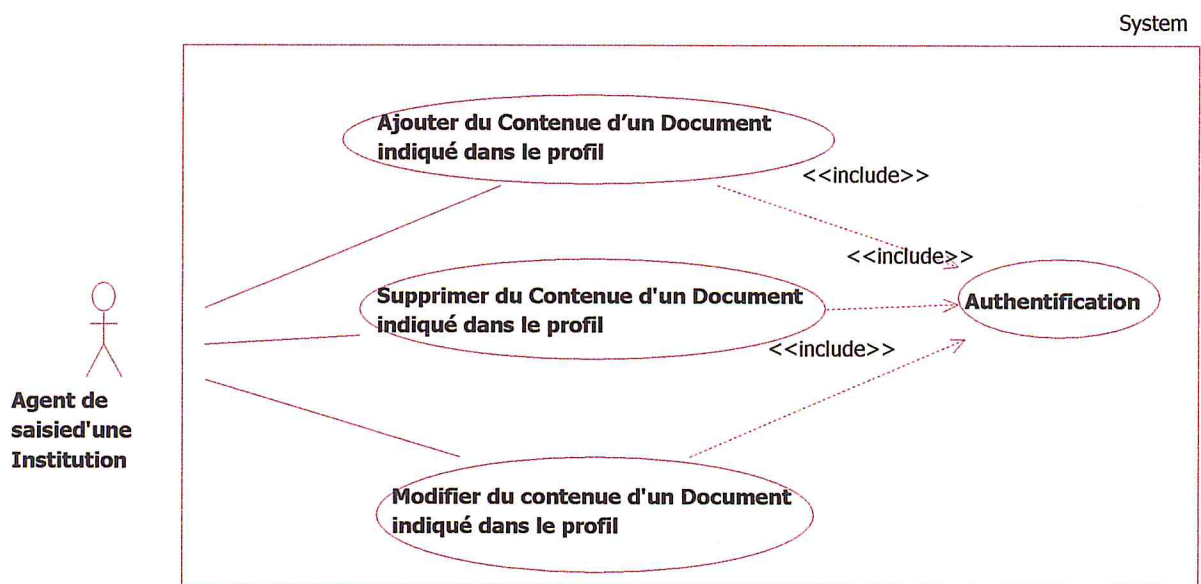 System
Ajouter du Contenue d'un Document
indiqué dans le profil
<<include>>
<<include>>
Supprimer du Contenue d'un Document
indiqué dans le profil
Authentification
<<include>>
Agent de
saisied'une
Institution
Modifier du contenue d'un Document
indiqué dans le profil